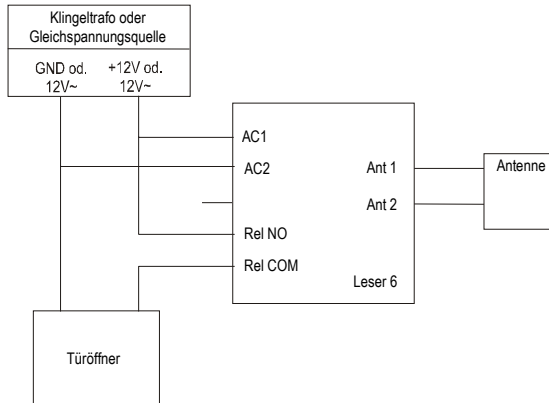 Klingeltrafo oder
Gleichspannungsquelle
GND od.
12V~
+12V od.
12V~
AC1
AC2
Rel NO
Rel COM
Ant 1
Ant 2
Leser 6
Antenne
Türöffner